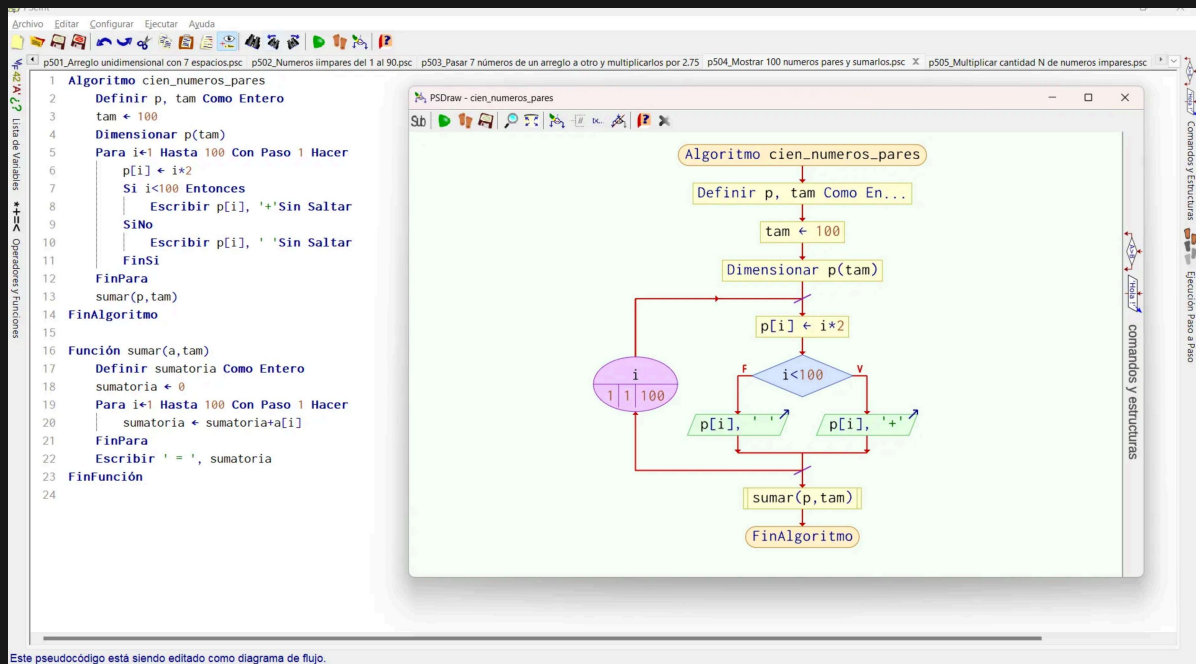 Archivo Editar Configurar Ejecutar Ayuda
p501_Arreglo unidimensional con 7 espacios.psc p502_Numeros iimpares del 1 al 90.psc p503_Pasar 7 números de un arreglo a otro y multiplicarlos por 2.75 p504_Mostrar 100 numeros pares y sumarlos.psc X p505_Multiplicar cantidad N de numeros impares.psc
Lista de Variables
*+=< Operadores y Funciones
1 Algoritmo cien_numeros_pares
2 Definir p, tam Como Entero
3 tam ← 100
4 Dimensionar p(tam)
5 Para i←1 Hasta 100 Con Paso 1 Hacer
6 p[i] ← i*2
7 Si i<100 Entonces
8 Escribir p[i], '+'Sin Saltar
9 SiNo
10 Escribir p[i], ' 'Sin Saltar
11 FinSi
12 FinPara
13 sumar(p,tam)
14 FinAlgoritmo
15
16 Función sumar(a,tam)
17 Definir sumatoria Como Entero
18 sumatoria ← 0
19 Para i←1 Hasta 100 Con Paso 1 Hacer
20 sumatoria ← sumatoria+a[i]
21 FinPara
22 Escribir ' = ', sumatoria
23 FinFunción
24
PSDraw - cien_numeros_pares
Sub
Algoritmo cien_numeros_pares
Definir p, tam Como En...
tam ← 100
Dimensionar p(tam)
p[i] ← i*2
i
1 1 100
F
i<100
V
p[i], ' '
p[i], '+'
sumar(p,tam)
FinAlgoritmo
A>B
"Hola !"
comandos y estructuras
Comandos y Estructuras
Ejecución Paso a Paso
Este pseudocódigo está siendo editado como diagrama de flujo.